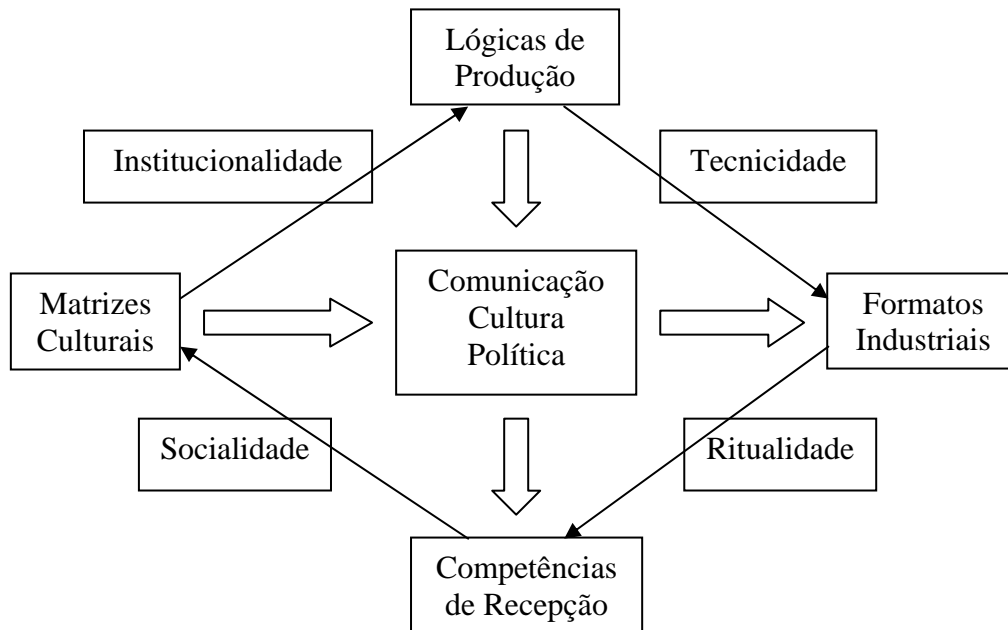 Lógicas de
Produção
Institucionalidade
Tecnicidade
Matrizes
Culturais
Comunicação
Cultura
Política
Formatos
Industriais
Socialidade
Ritualidade
Competências
de Recepção